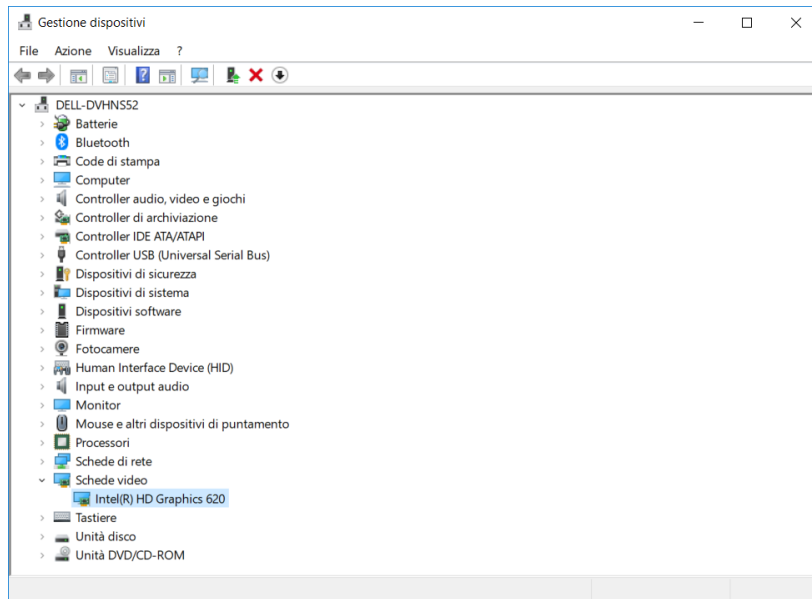 Gestione dispositivi
File Azione Visualizza ?
DELL-DVHNS52
Batterie
Bluetooth
Code di stampa
Computer
Controller audio, video e giochi
Controller di archiviazione
Controller IDE ATA/ATAPI
Controller USB (Universal Serial Bus)
Dispositivi di sicurezza
Dispositivi di sistema
Dispositivi software
Firmware
Fotocamere
Human Interface Device (HID)
Input e output audio
Monitor
Mouse e altri dispositivi di puntamento
Processori
Schede di rete
Schede video
Intel(R) HD Graphics 620
Tastiere
Unità disco
Unità DVD/CD-ROM